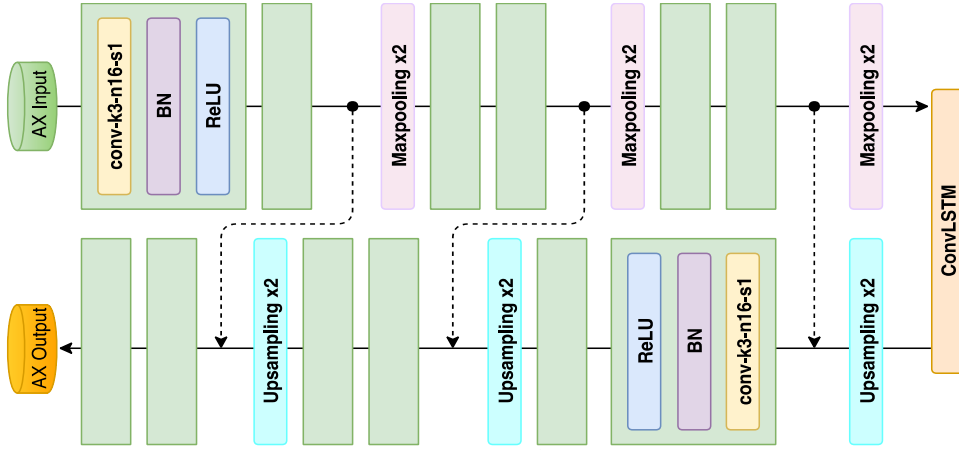 AX Input
conv-k3-n16-s1
BN
ReLU
Maxpooling x2
Maxpooling x2
Maxpooling x2
ConvLSTM
AX Output
Upsampling x2
Upsampling x2
ReLU
BN
conv-k3-n16-s1
Upsampling x2